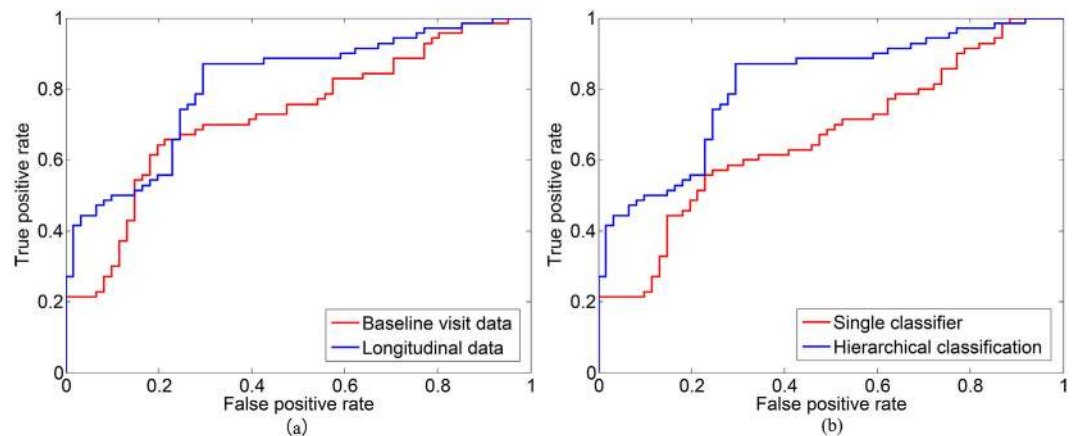 1
0.8
0.6
0.4
0.2
0
True positive rate
Baseline visit data
Longitudinal data
0 0.2 0.4 0.6 0.8 1
False positive rate
(a)
1
0.8
0.6
0.4
0.2
0
True positive rate
Single classifier
Hierarchical classification
0 0.2 0.4 0.6 0.8 1
False positive rate
(b)